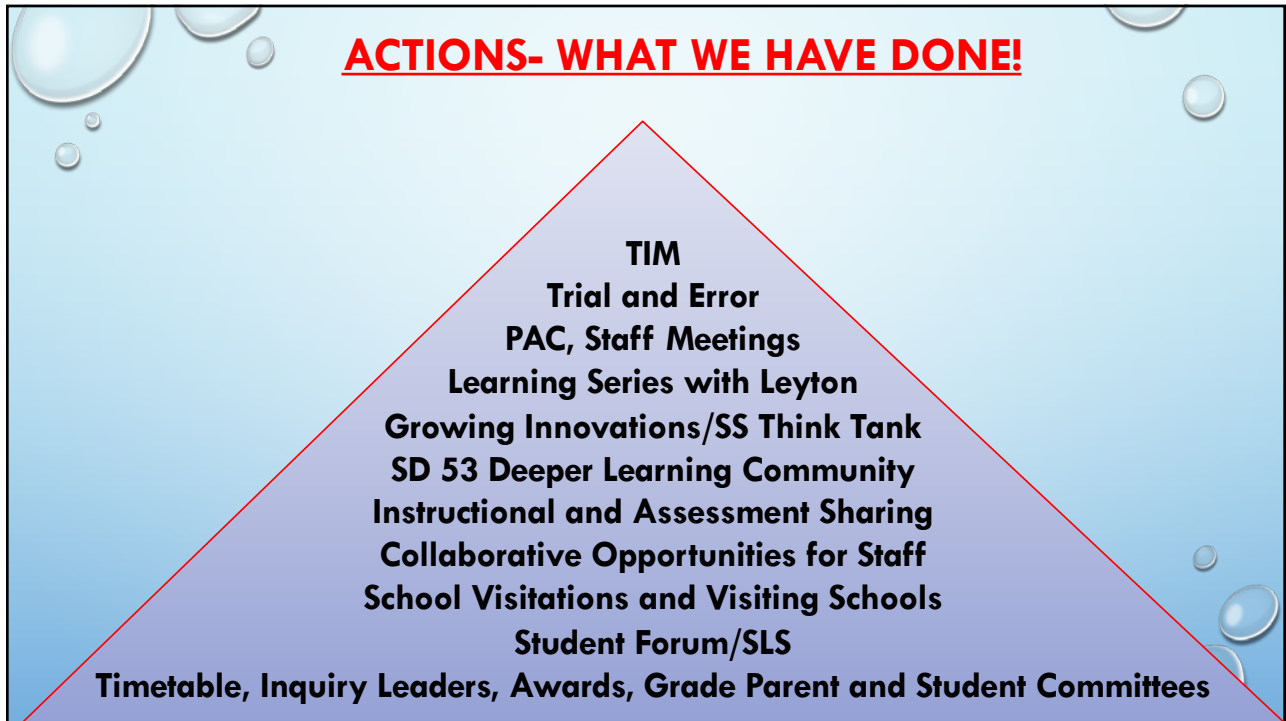 ACTIONS- WHAT WE HAVE DONE!
TIM
Trial and Error
PAC, Staff Meetings
Learning Series with Leyton
Growing Innovations/SS Think Tank
SD 53 Deeper Learning Community
Instructional and Assessment Sharing
Collaborative Opportunities for Staff
School Visitations and Visiting Schools
Student Forum/SLS
Timetable, Inquiry Leaders, Awards, Grade Parent and Student Committees